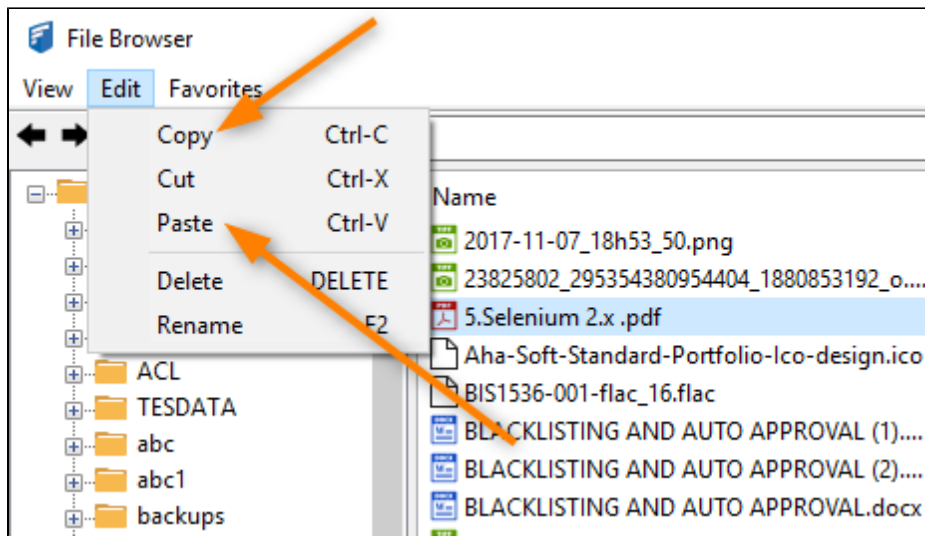 File Browser
View Edit Favorites
Copy Ctrl-C
Cut Ctrl-X
Paste Ctrl-V
Delete DELETE
Rename F2
ACL
TESDATA
abc
abc1
backups
Name
2017-11-07_18h53_50.png
23825802_295354380954404_1880853192_o....
5.Selenium 2.x .pdf
Aha-Soft-Standard-Portfolio-Ico-design.ico
BIS1536-001-flac_16.flac
BLACKLISTING AND AUTO APPROVAL (1)....
BLACKLISTING AND AUTO APPROVAL (2)....
BLACKLISTING AND AUTO APPROVAL.docx